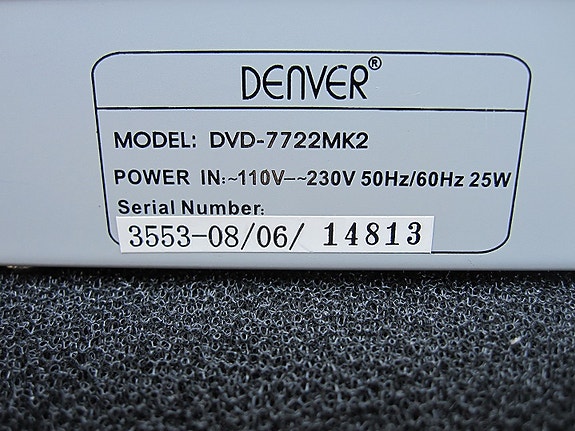 DENVER®
MODEL: DVD-7722MK2
POWER IN:~110V-~230V 50Hz/60Hz 25W
Serial Number:
3553-08/06/ 14813